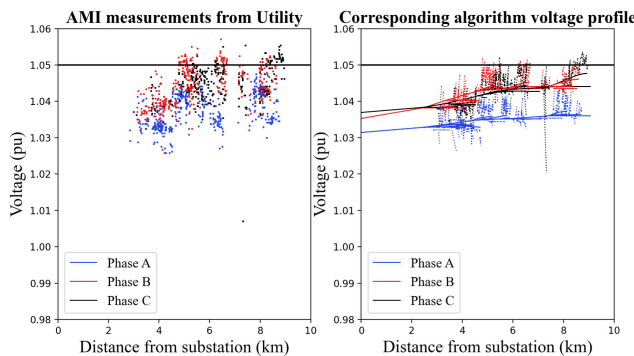 AMI measurements from Utility
1.06
1.05
1.04
1.03
1.02
1.01
1.00
0.99
0.98
Voltage (pu)
Phase A
Phase B
Phase C
0 2 4 6 8 10
Distance from substation (km)
Corresponding algorithm voltage profile
1.06
1.05
1.04
1.03
1.02
1.01
1.00
0.99
0.98
Voltage (pu)
Phase A
Phase B
Phase C
0 2 4 6 8 10
Distance from substation (km)